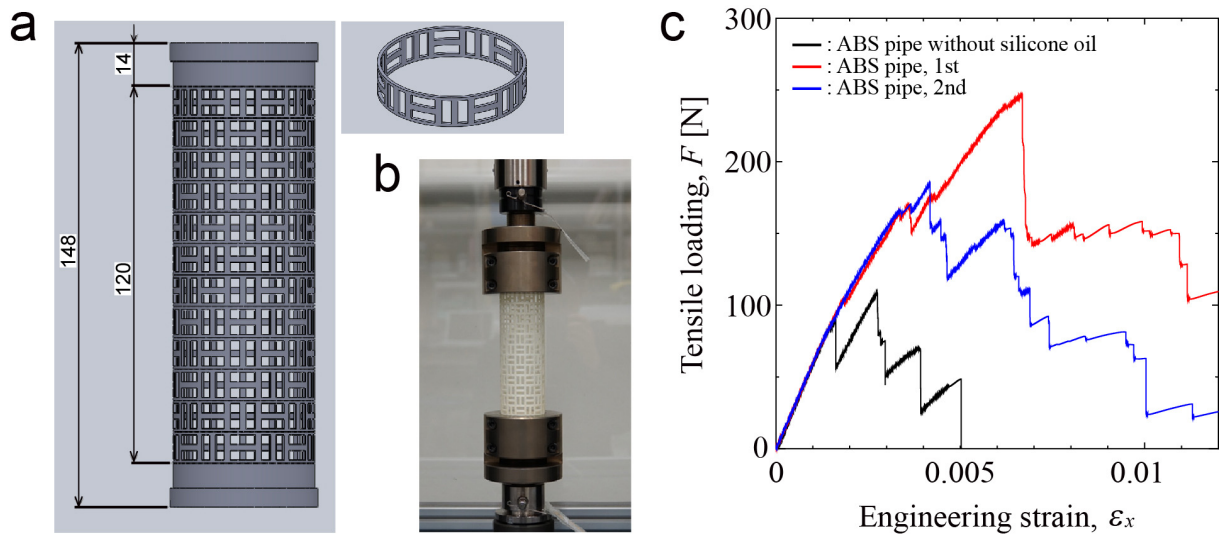 a
14
120
148
b
c
300
200
100
0
Tensile loading, F [N]
: ABS pipe without silicone oil
: ABS pipe, 1st
: ABS pipe, 2nd
0
0.005
0.01
Engineering strain, εx